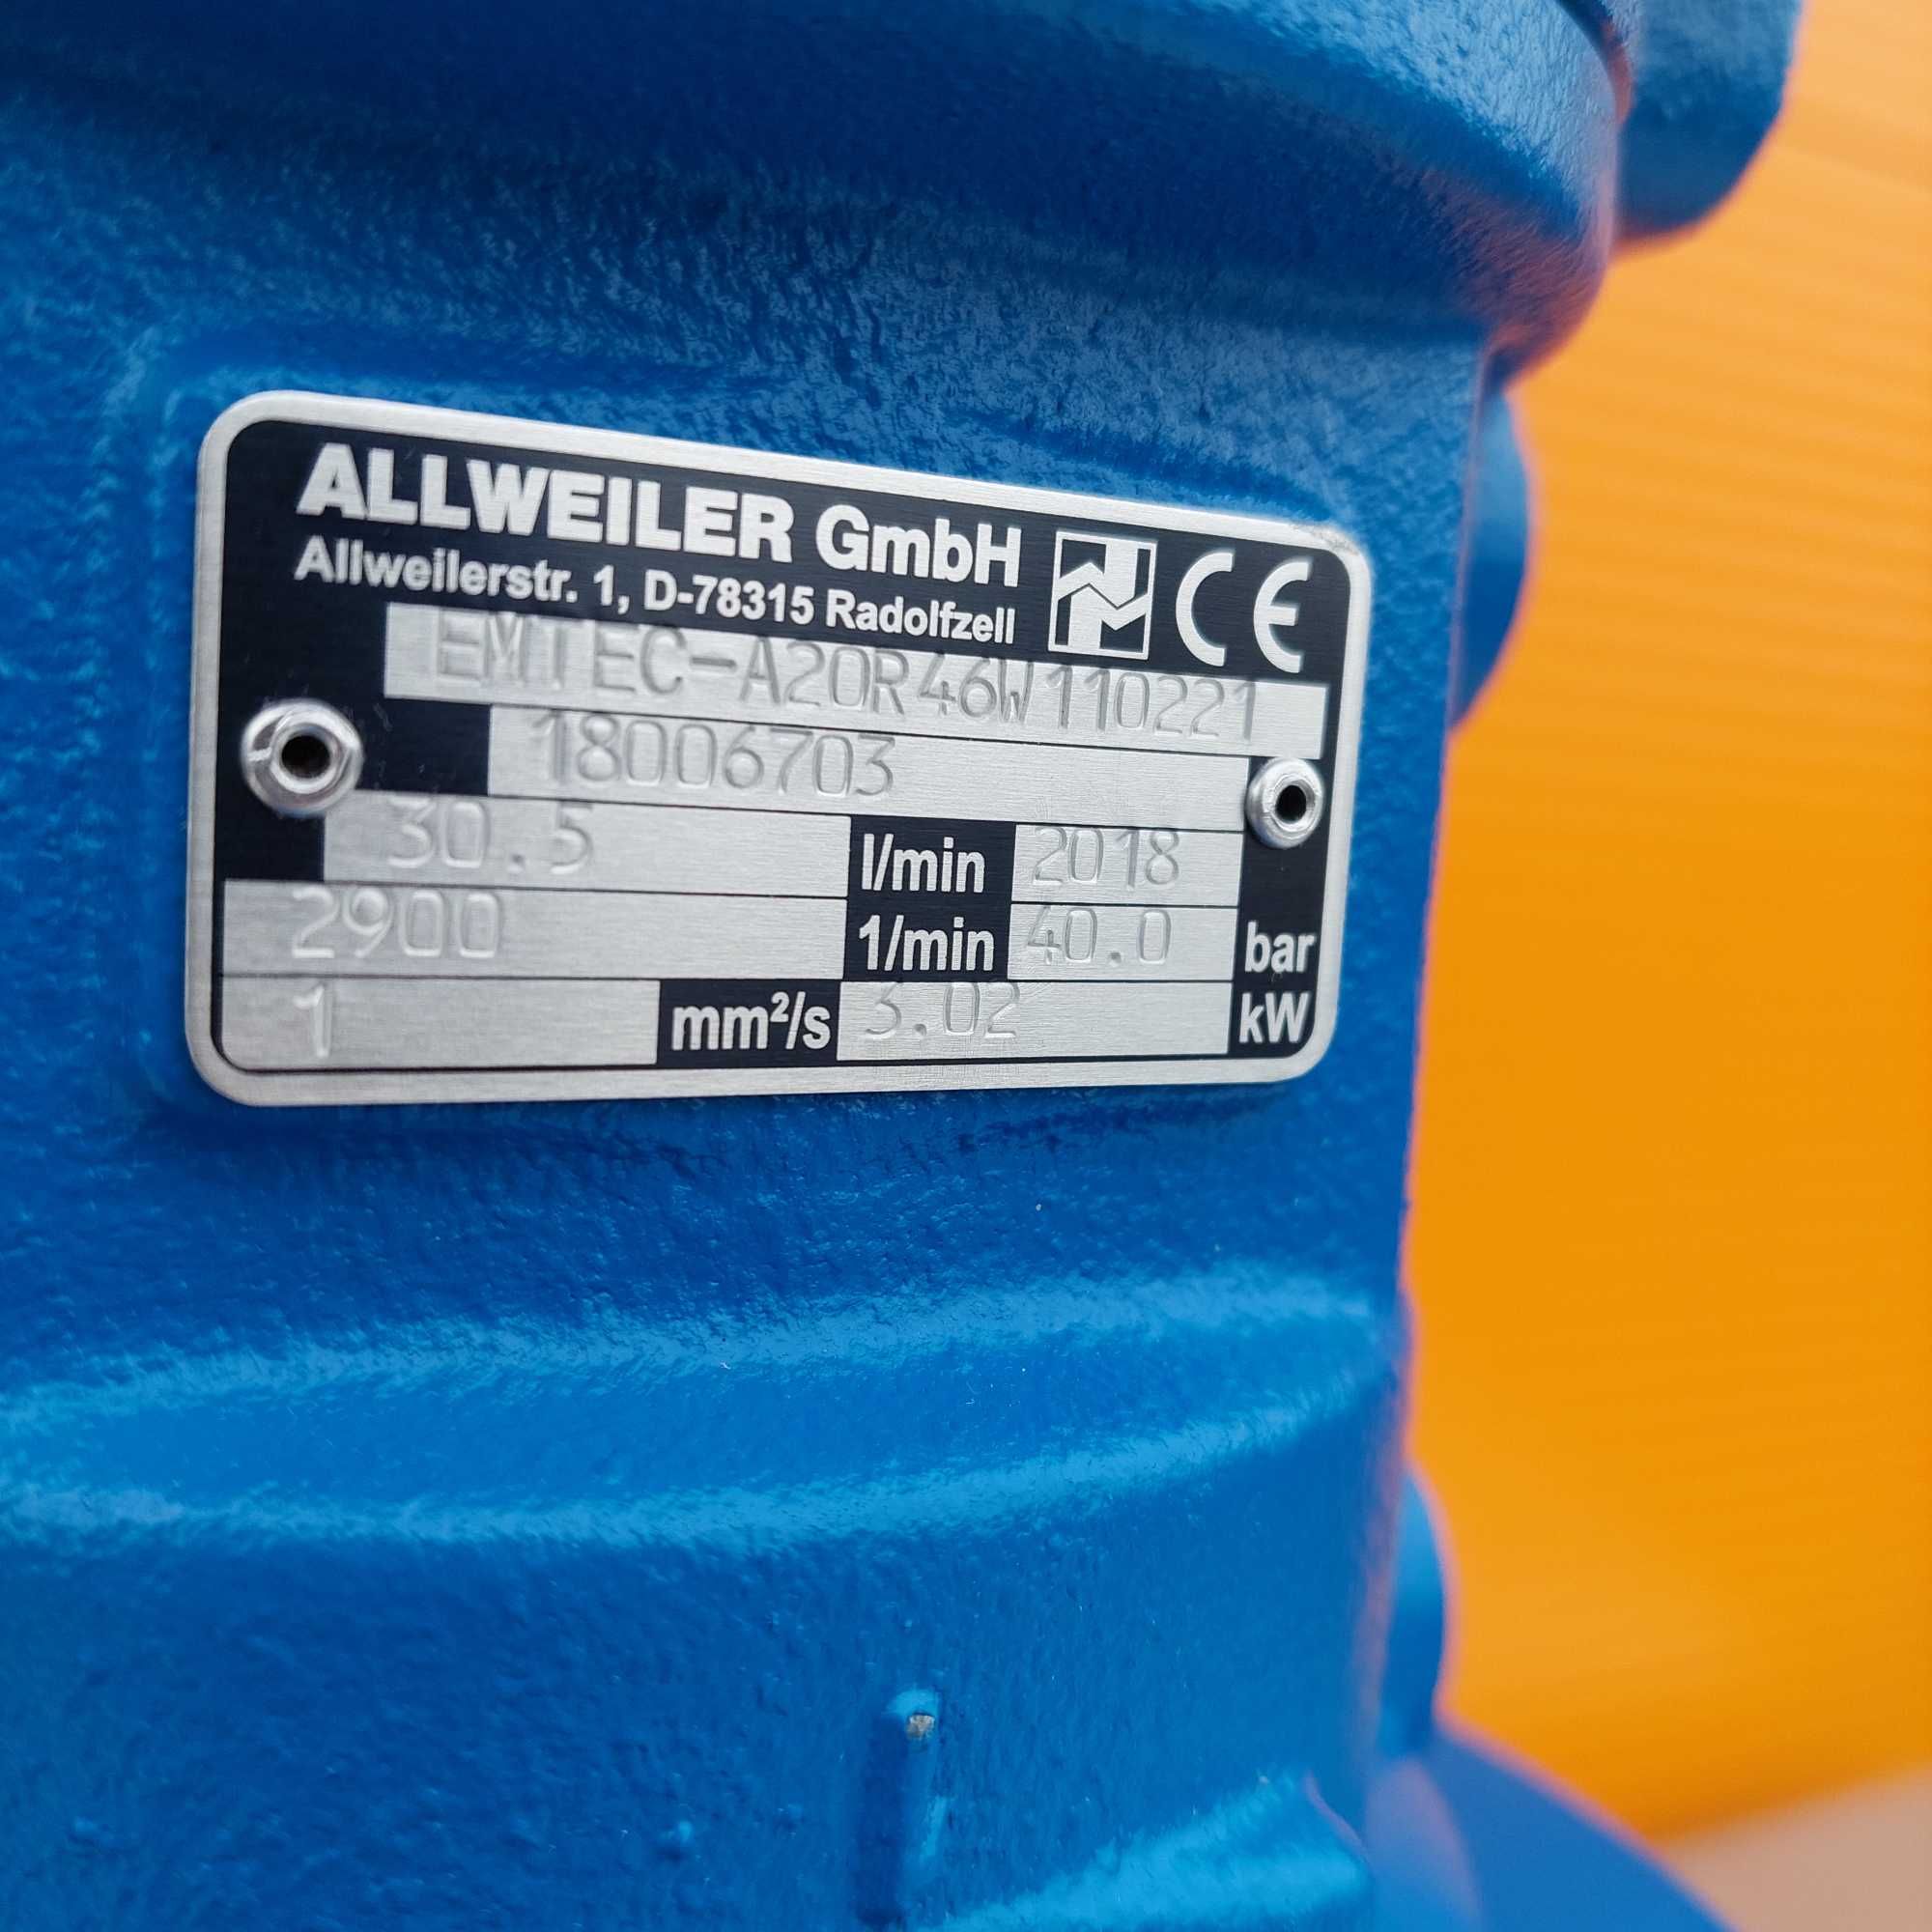 ALLWEILER GmbH CE
Allweilerstr. 1, D-78315 Radolfzell
EMTEC-A20R46W110221
18006703
30.5 l/min 2018
2900 1/min 40.0 bar
1 mm²/s 3.02 kW